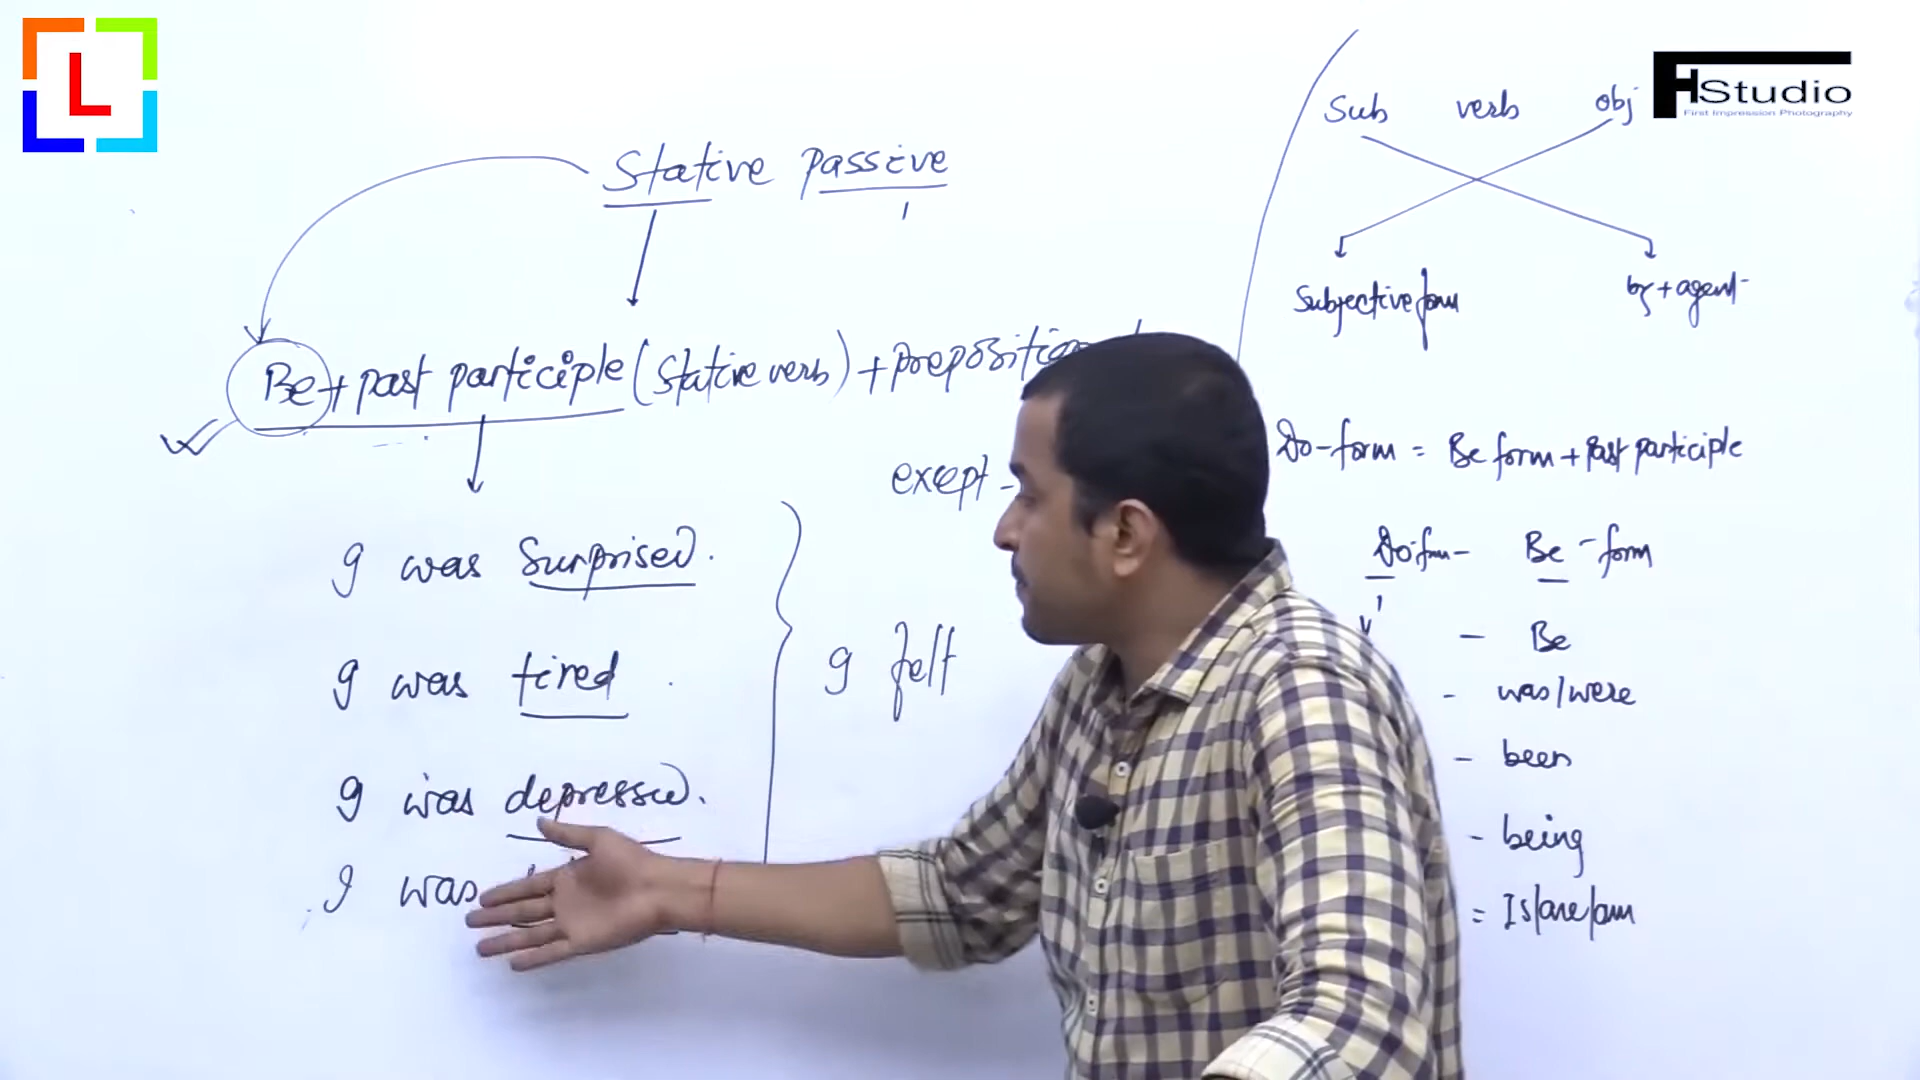 L
HStudio
First Impression Photography
Stative passive
Be + past participle (Stative verb) + preposition
exept -
I was surprised.
I was tired
I was depressed.
I was
I felt
Sub verb obj
Subjective form
by + agent
Do-form = Be form + Past participle
Do-form - Be - form
- Be
- was/were
- been
- being
= Is/are/am